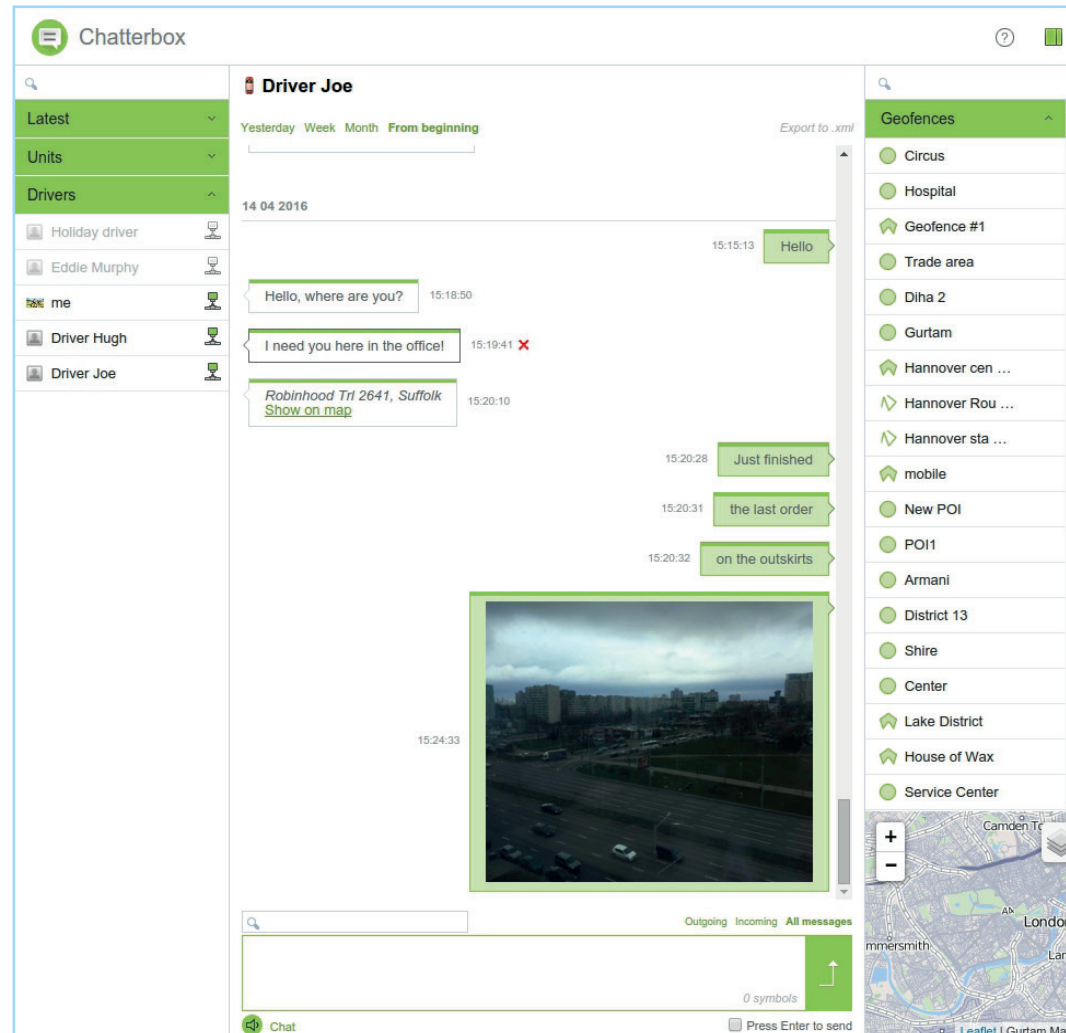 Chatterbox
?
Latest
Units
Drivers
Holiday driver
Eddie Murphy
me
Driver Hugh
Driver Joe
Driver Joe
Yesterday Week Month From beginning
Export to .xml
14 04 2016
15:15:13 Hello
Hello, where are you? 15:18:50
I need you here in the office! 15:19:41
Robinhood Trl 2641, Suffolk
Show on map
15:20:10
15:20:28 Just finished
15:20:31 the last order
15:20:32 on the outskirts
15:24:33
Outgoing Incoming All messages
0 symbols
Chat
Press Enter to send
Geofences
Circus
Hospital
Geofence #1
Trade area
Diha 2
Gurtam
Hannover cen ...
Hannover Rou ...
Hannover sta ...
mobile
New POI
POI1
Armani
District 13
Shire
Center
Lake District
House of Wax
Service Center
+
−
Camden To
Londo
mmersmith
Lar
Leaflet | Gurtam Ma